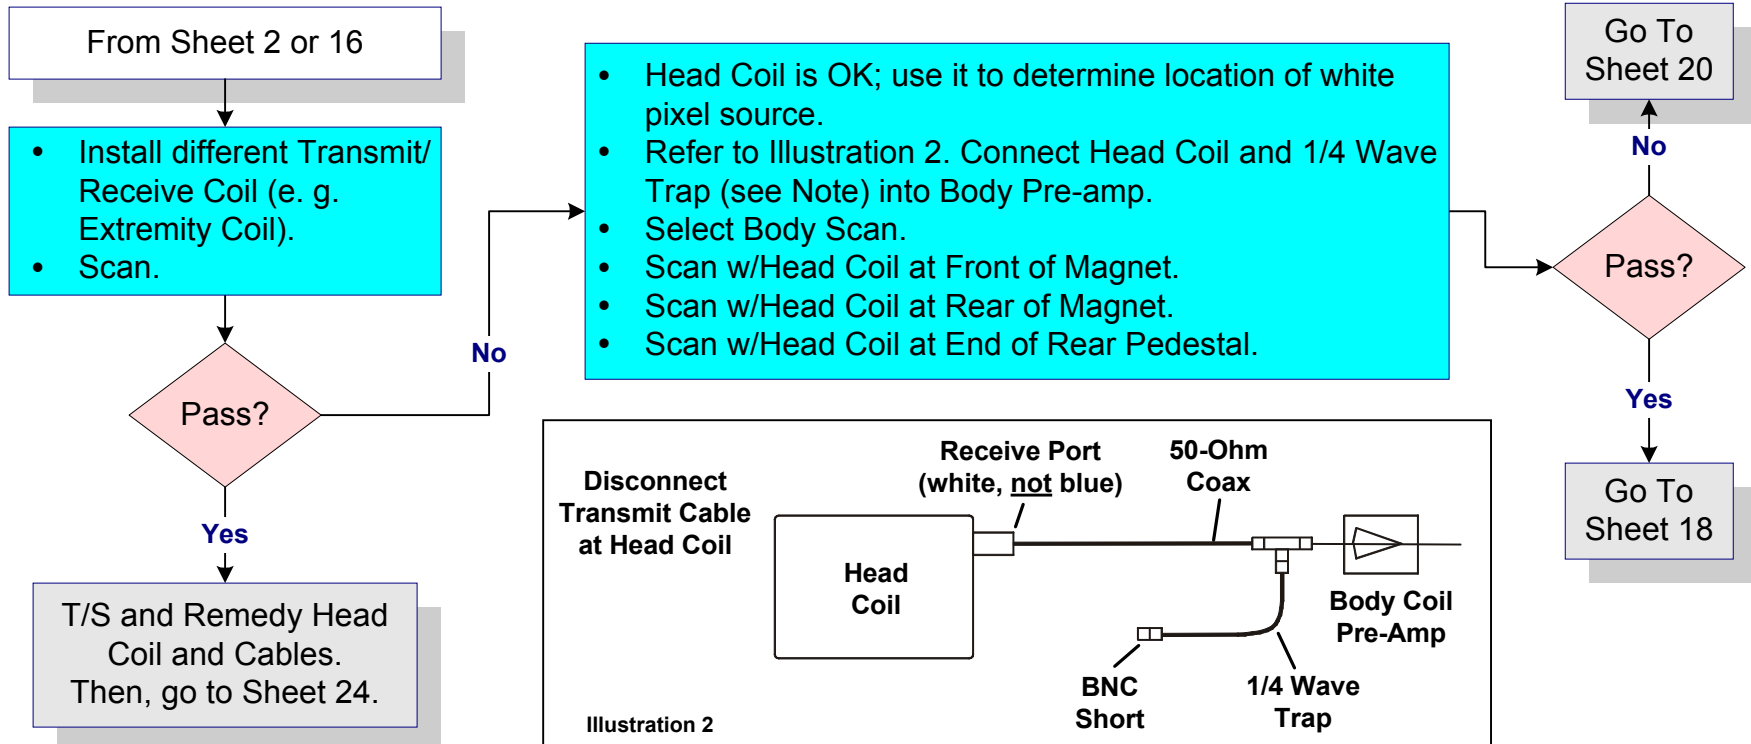 From Sheet 2 or 16
• Install different Transmit/
Receive Coil (e. g.
Extremity Coil).
• Scan.
Pass?
No
Yes
T/S and Remedy Head
Coil and Cables.
Then, go to Sheet 24.
• Head Coil is OK; use it to determine location of white
pixel source.
• Refer to Illustration 2. Connect Head Coil and 1/4 Wave
Trap (see Note) into Body Pre-amp.
• Select Body Scan.
• Scan w/Head Coil at Front of Magnet.
• Scan w/Head Coil at Rear of Magnet.
• Scan w/Head Coil at End of Rear Pedestal.
Go To
Sheet 20
No
Pass?
Yes
Go To
Sheet 18
Disconnect
Transmit Cable
at Head Coil
Receive Port
(white, not blue)
50-Ohm
Coax
Head
Coil
Body Coil
Pre-Amp
BNC
Short
1/4 Wave
Trap
Illustration 2